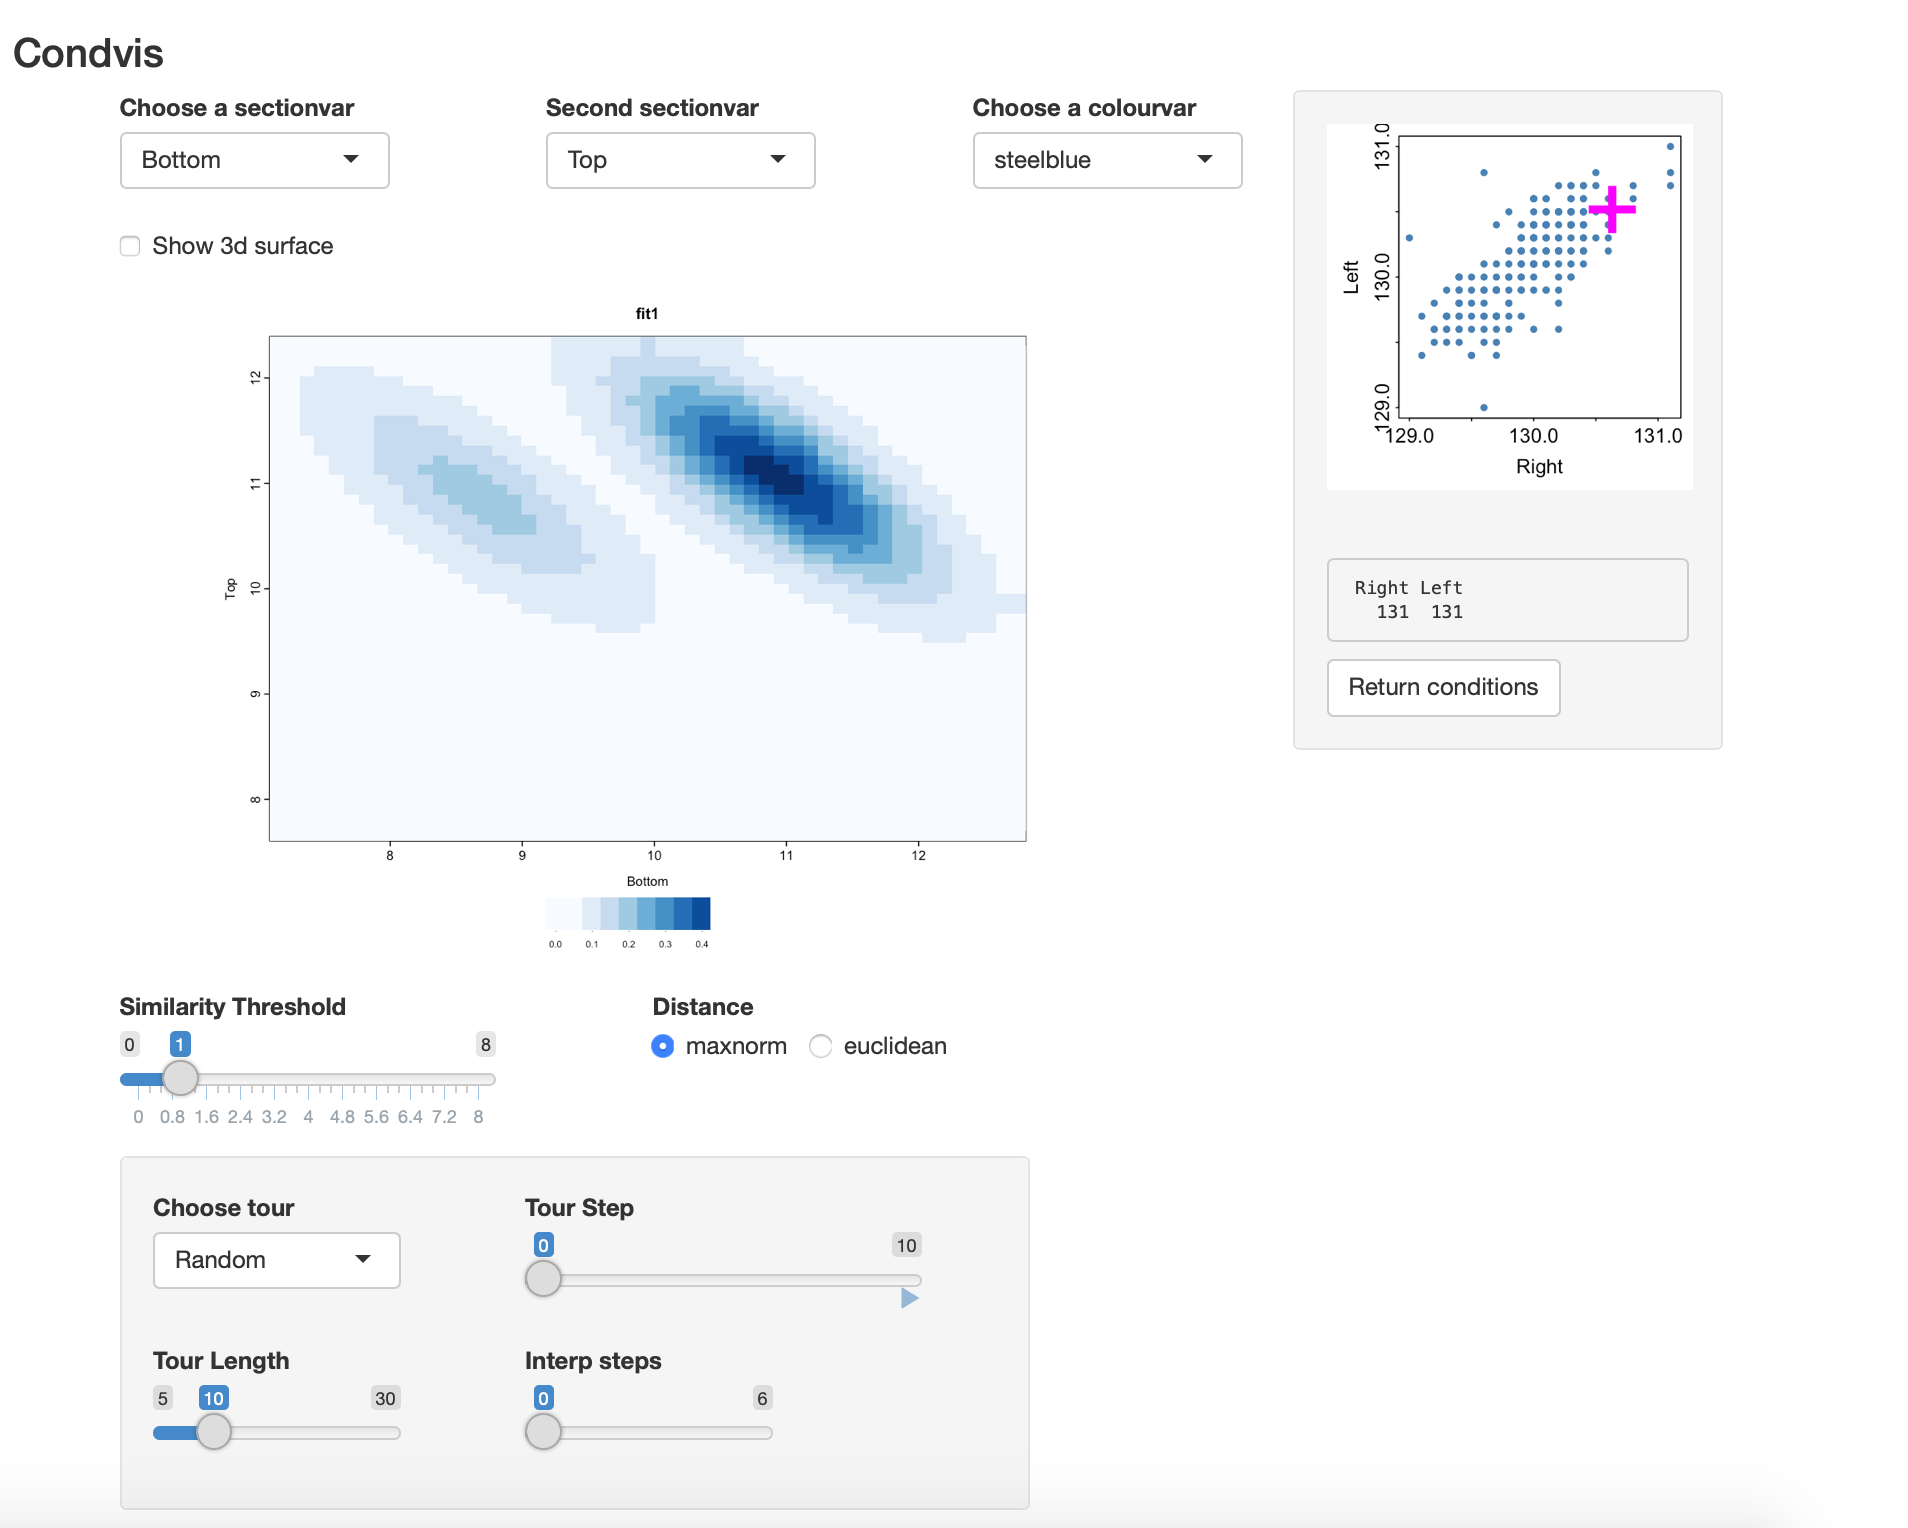 Condvis
Choose a sectionvar
Bottom
Second sectionvar
Top
Choose a colourvar
steelblue
Show 3d surface
fit1
12
11
10
9
8
Top
8 9 10 11 12
Bottom
0.0 0.1 0.2 0.3 0.4
131.0
130.0
129.0
Left
129.0 130.0 131.0
Right
Right Left
131 131
Return conditions
Similarity Threshold
0 1 8
0 0.8 1.6 2.4 3.2 4 4.8 5.6 6.4 7.2 8
Distance
maxnorm euclidean
Choose tour
Random
Tour Step
0 10
Tour Length
5 10 30
Interp steps
0 6